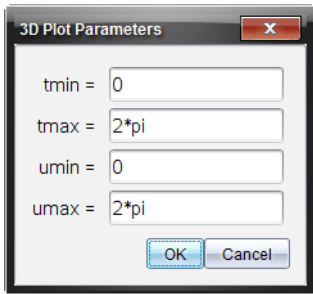 3D Plot Parameters x
tmin = 0
tmax = 2*pi
umin = 0
umax = 2*pi
OK Cancel